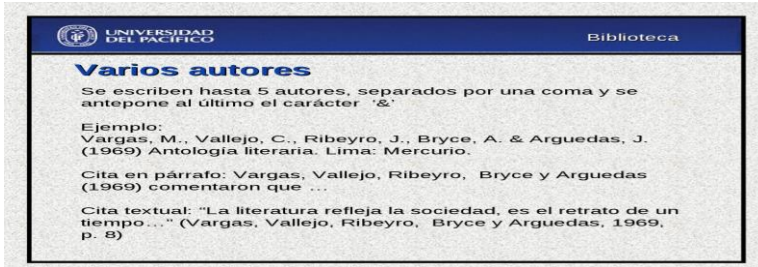 UNIVERSIDAD
DEL PACÍFICO
Biblioteca
Varios autores
Se escriben hasta 5 autores, separados por una coma y se
antepone al último el carácter ‘&’
Ejemplo:
Vargas, M., Vallejo, C., Ribeyro, J., Bryce, A. & Arguedas, J.
(1969) Antología literaria. Lima: Mercurio.
Cita en párrafo: Vargas, Vallejo, Ribeyro, Bryce y Arguedas
(1969) comentaron que ...
Cita textual: “La literatura refleja la sociedad, es el retrato de un
tiempo...” (Vargas, Vallejo, Ribeyro, Bryce y Arguedas, 1969,
p. 8)